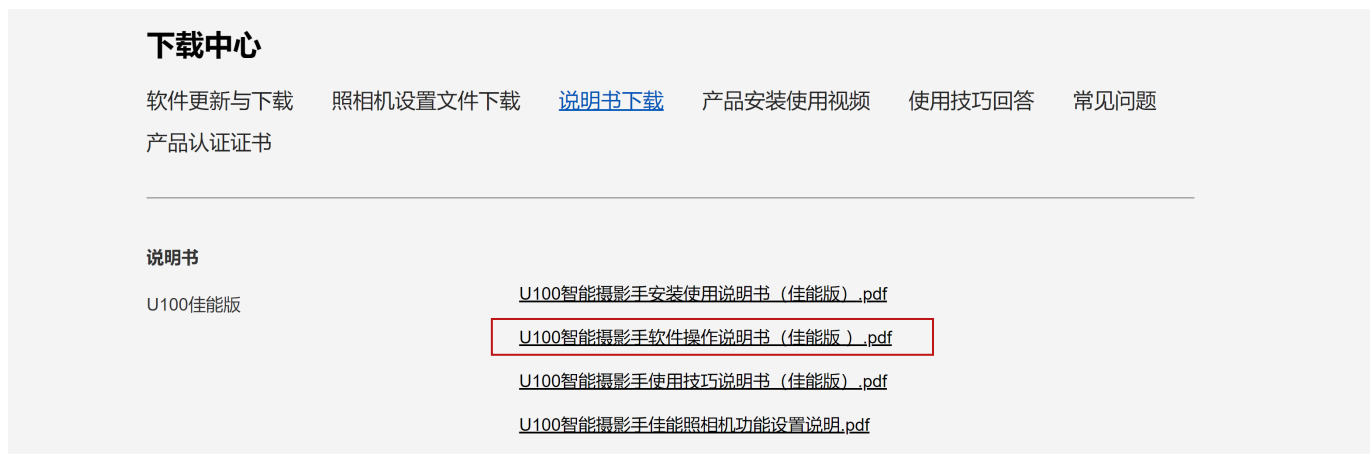 下载中心
软件更新与下载 照相机设置文件下载 说明书下载 产品安装使用视频 使用技巧回答 常见问题
产品认证证书
说明书
U100佳能版
U100智能摄影手安装使用说明书（佳能版）.pdf
U100智能摄影手软件操作说明书（佳能版 ）.pdf
U100智能摄影手使用技巧说明书（佳能版）.pdf
U100智能摄影手佳能照相机功能设置说明.pdf